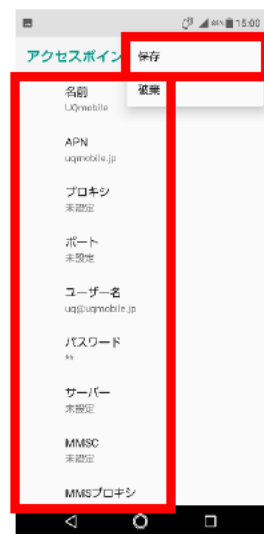 15:00
アクセスポイン
保存
破棄
名前
UQmobile
APN
uqmobile.jp
プロキシ
未設定
ポート
未設定
ユーザー名
uq@uqmobile.jp
パスワード
サーバー
未設定
MMSC
未設定
MMSプロキシ